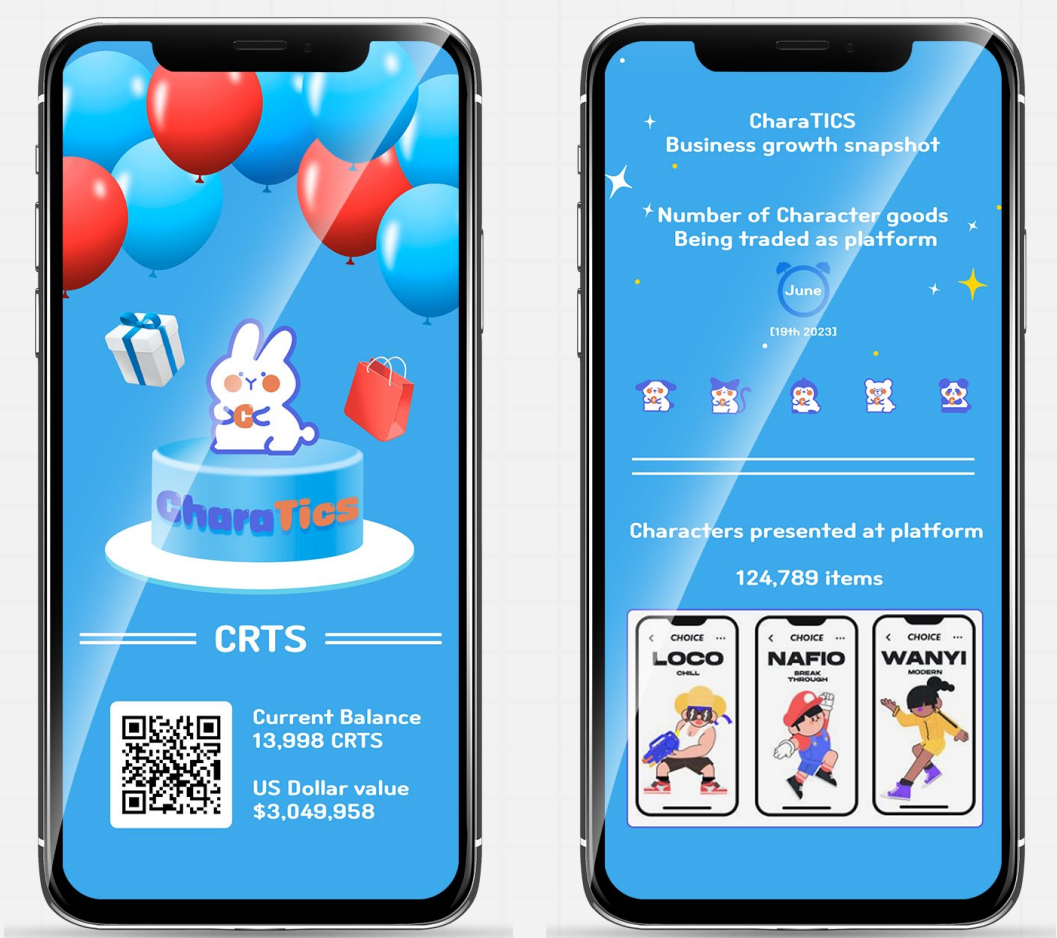 CharaTics
CRTS
Current Balance
13,998 CRTS
US Dollar value
$3,049,958
CharaTICS
Business growth snapshot
Number of Character goods
Being traded as platform
June
[19th 2023]
Characters presented at platform
124,789 items
CHOICE
LOCO
CHILL
CHOICE
NAFIO
BREAK
THROUGH
CHOICE
WANYI
MODERN